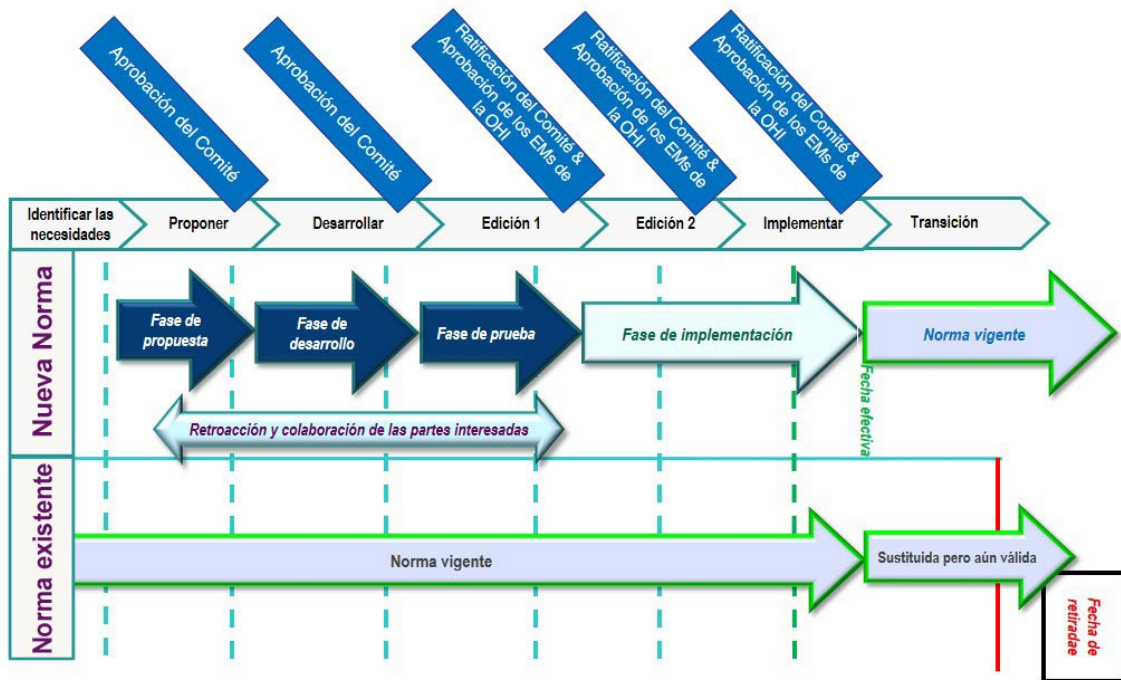 Aprobación del Comité
Aprobación del Comité
Ratificación del Comité &
Aprobación de los EMs de
la OHI
Ratificación del Comité &
Aprobación de los EMs de
la OHI
Ratificación del Comité &
Aprobación de los EMs de
la OHI
Identificar las
necesidades
Proponer
Desarrollar
Edición 1
Edición 2
Implementar
Transición
Nueva Norma
Fase de
propuesta
Fase de
desarrollo
Fase de prueba
Fase de implementación
Norma vigente
Fecha efectiva
Retroacción y colaboración de las partes interesadas
Norma existente
Norma vigente
Sustituida pero aún válida
Fecha de
retiradae